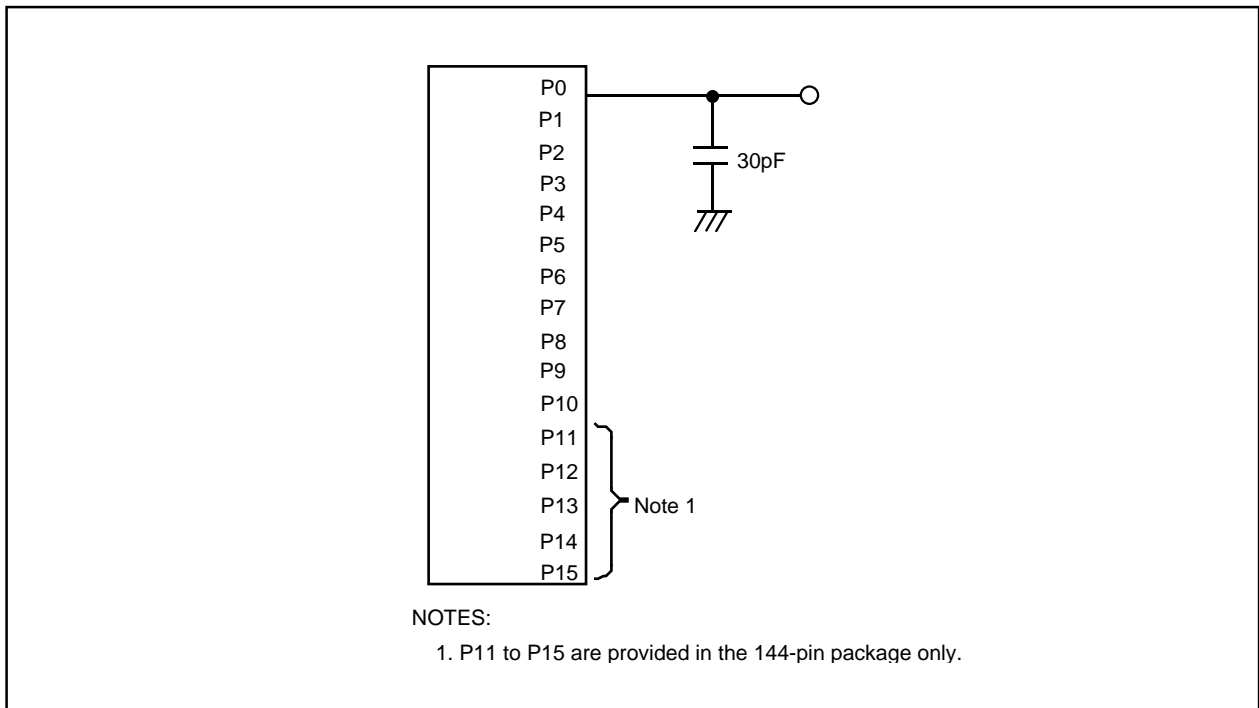 P0
P1
P2
30pF
P3
P4
P5
P6
P7
P8
P9
P10
P11
P12
P13
Note 1
P14
P15
NOTES:
1. P11 to P15 are provided in the 144-pin package only.